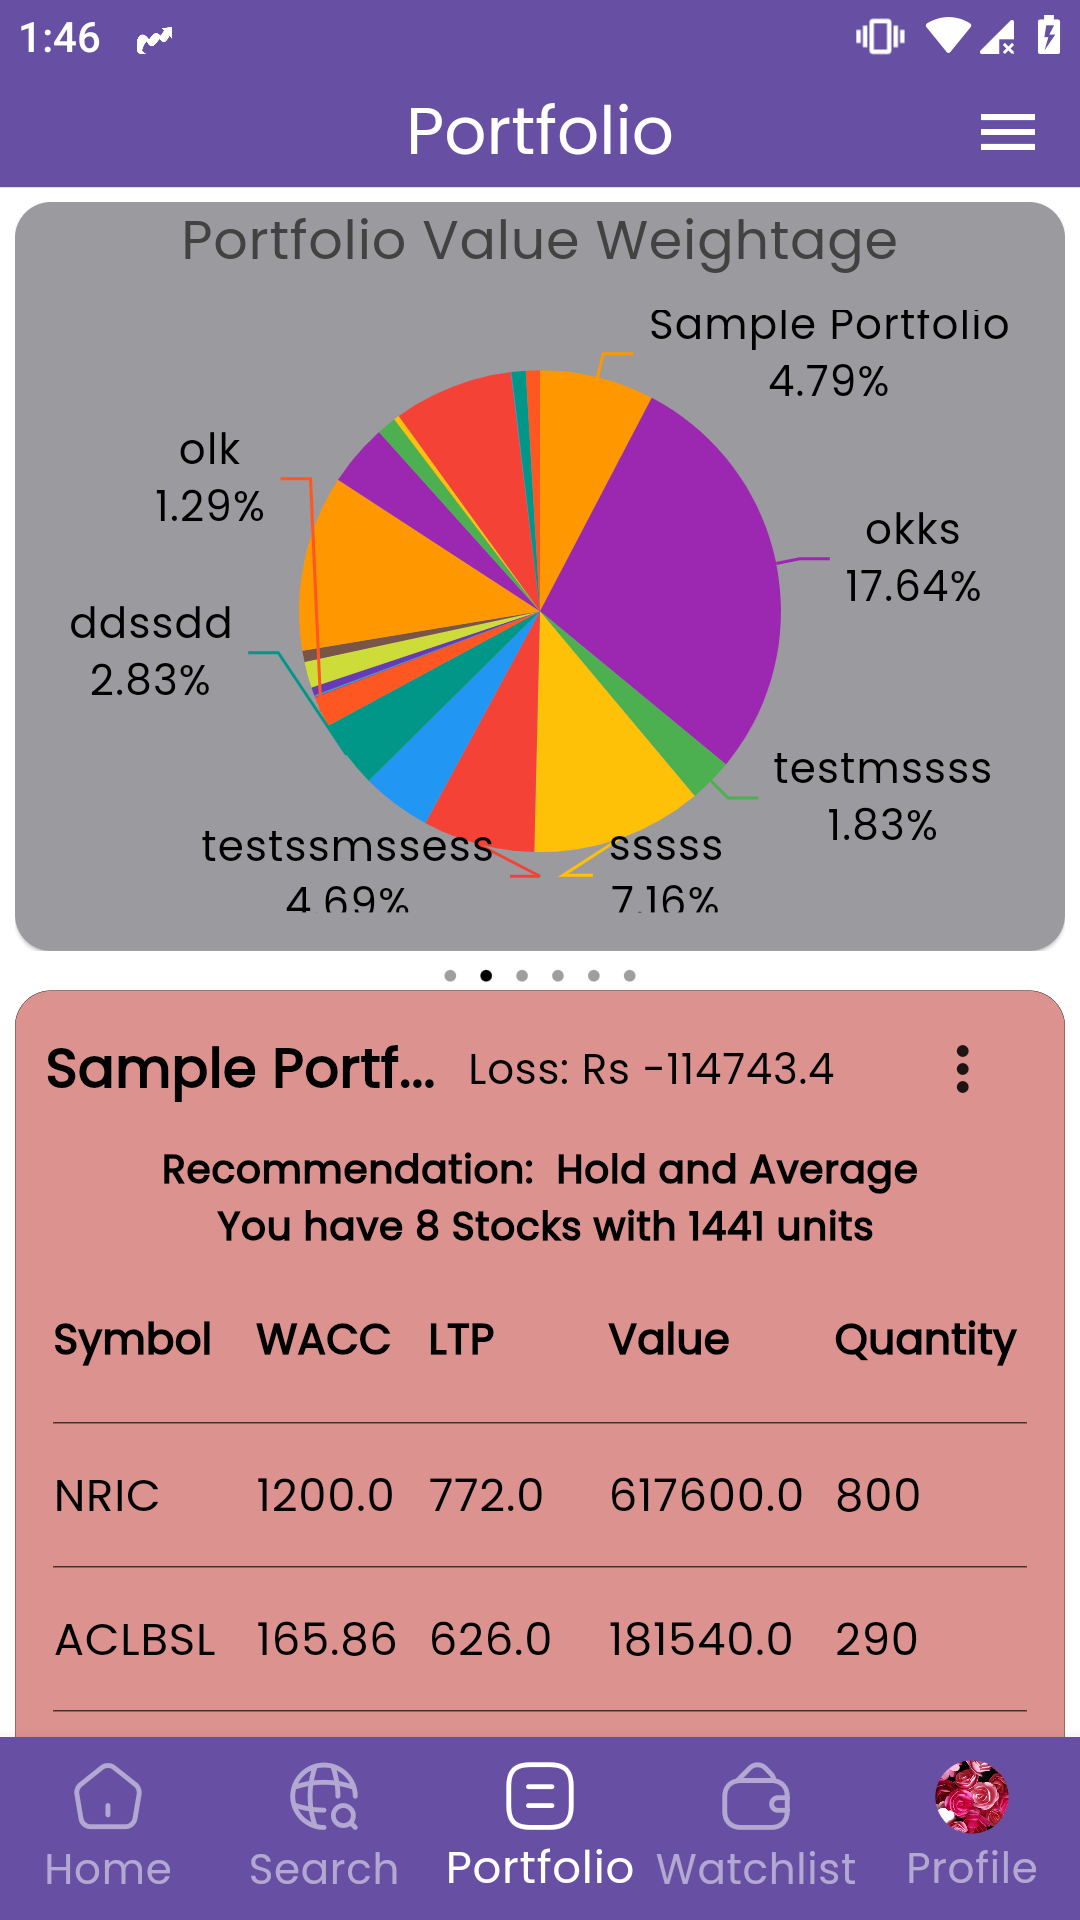 1:46
Portfolio
Portfolio Value Weightage
Sample Portfolio
4.79%
olk
1.29%
okks
17.64%
ddssdd
2.83%
testmssss
1.83%
testssmssess
4.69%
sssss
7.16%
Sample Portf... Loss: Rs -114743.4
Recommendation: Hold and Average
You have 8 Stocks with 1441 units
Symbol WACC LTP Value Quantity
NRIC 1200.0 772.0 617600.0 800
ACLBSL 165.86 626.0 181540.0 290
Home Search Portfolio Watchlist Profile